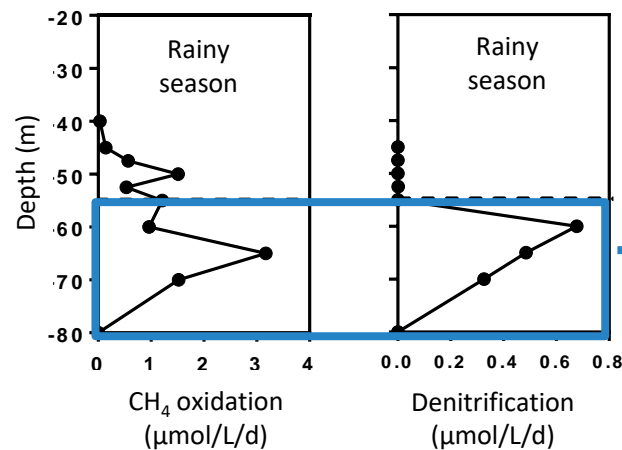 -20
-30
-40
-50
-60
-70
-80
Depth (m)
Rainy
season
0 1 2 3 4
CH₄ oxidation
(µmol/L/d)
Rainy
season
0.0 0.2 0.4 0.6 0.8
Denitrification
(µmol/L/d)